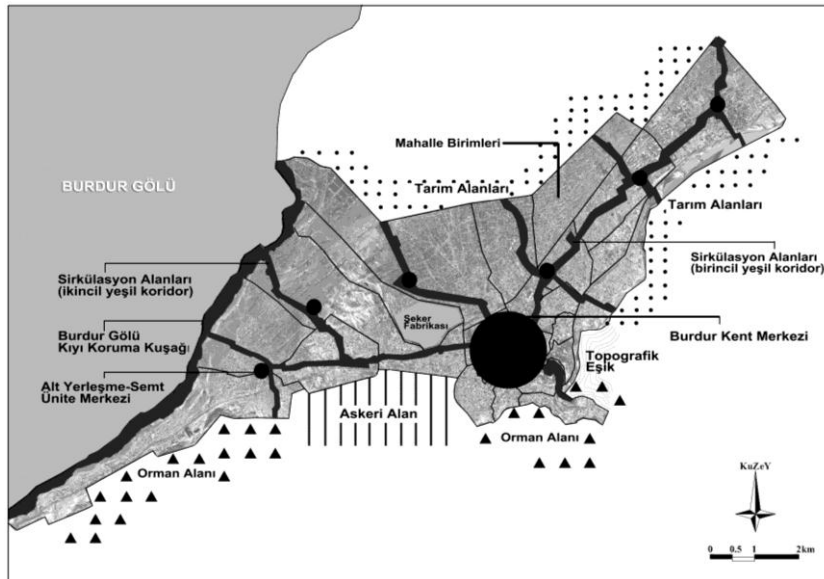 Mahalle Birimleri
BURDUR GÖLÜ
Tarım Alanları
Tarım Alanları
Sirkülasyon Alanları
(birincil yeşil koridor)
Sirkülasyon Alanları
(ikincil yeşil koridor)
Şeker
Fabrikası
Burdur Gölü
Kıyı Koruma Kuşağı
Burdur Kent Merkezi
Topografik
Eşik
Alt Yerleşme-Semt
Ünite Merkezi
Askeri Alan
Orman Alanı
Orman Alanı
KuZeY
0 0.5 1 2km